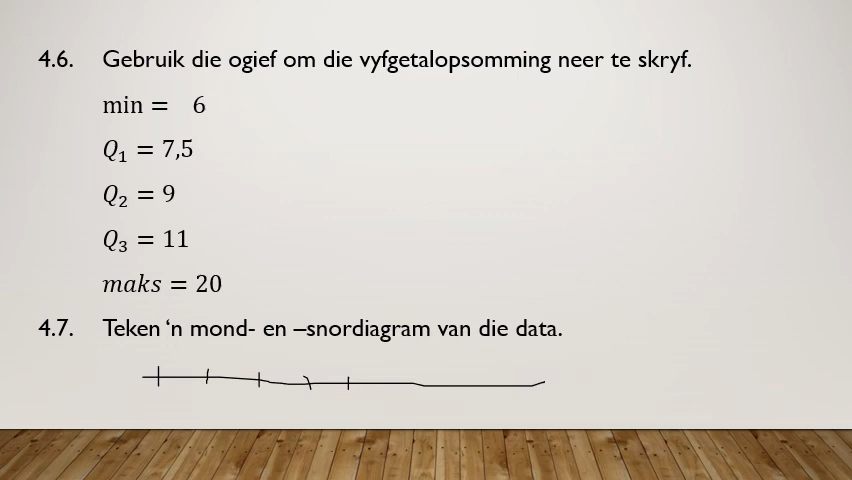 4.6. Gebruik die ogief om die vyfgetalopsomming neer te skryf.
min = 6
Q₁ = 7,5
Q₂ = 9
Q₃ = 11
maks = 20
4.7. Teken ‘n mond- en –snordiagram van die data.